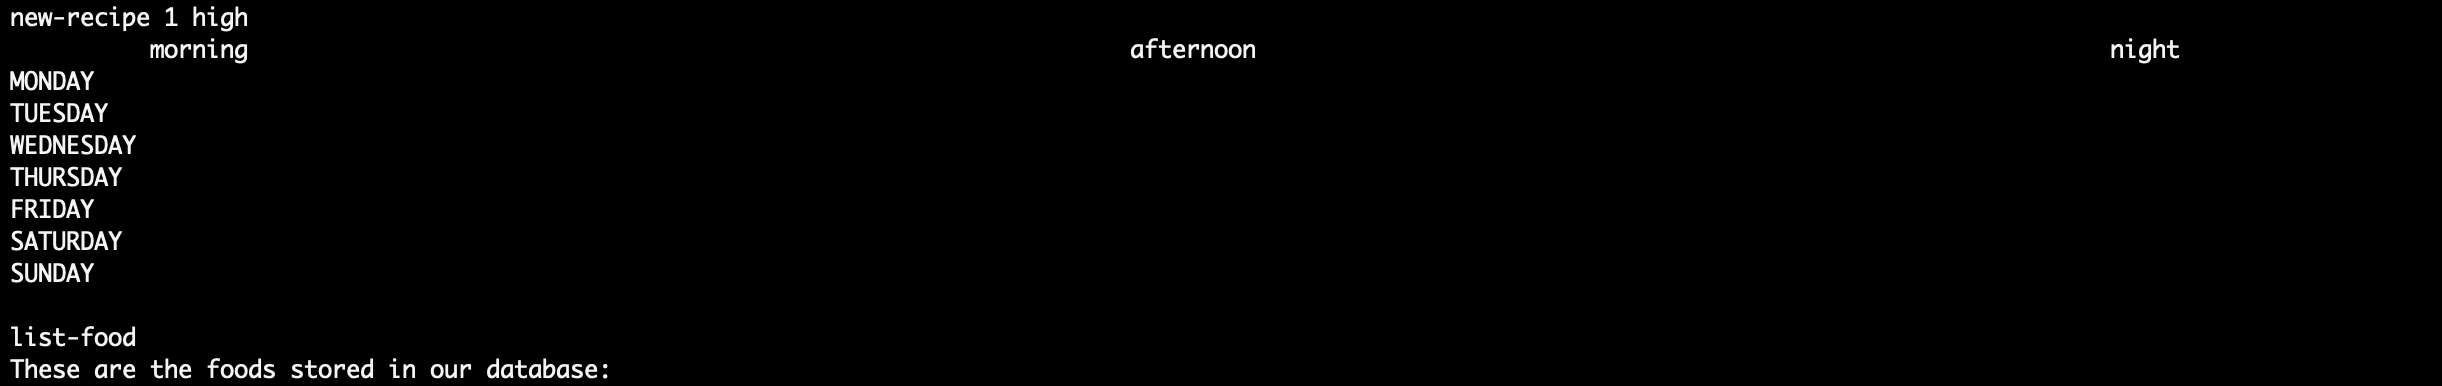 new-recipe 1 high
morning afternoon night
MONDAY
TUESDAY
WEDNESDAY
THURSDAY
FRIDAY
SATURDAY
SUNDAY
list-food
These are the foods stored in our database: